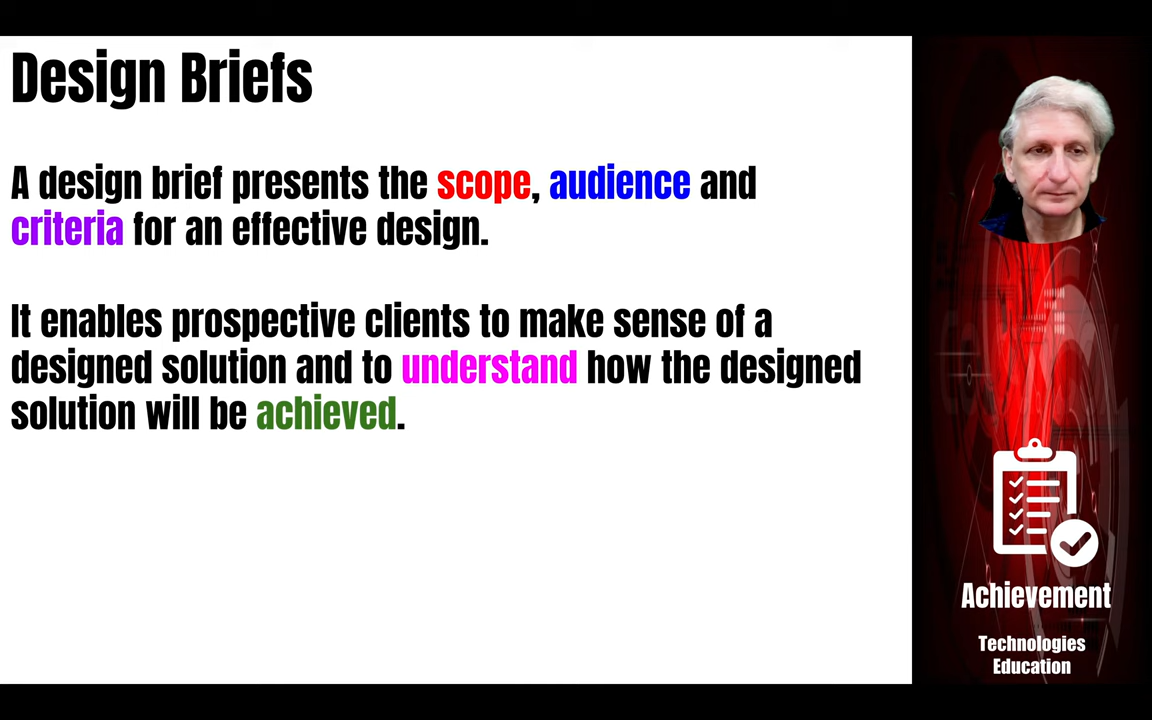 Design Briefs
A design brief presents the scope, audience and
criteria for an effective design.
It enables prospective clients to make sense of a
designed solution and to understand how the designed
solution will be achieved.
Achievement
Technologies
Education